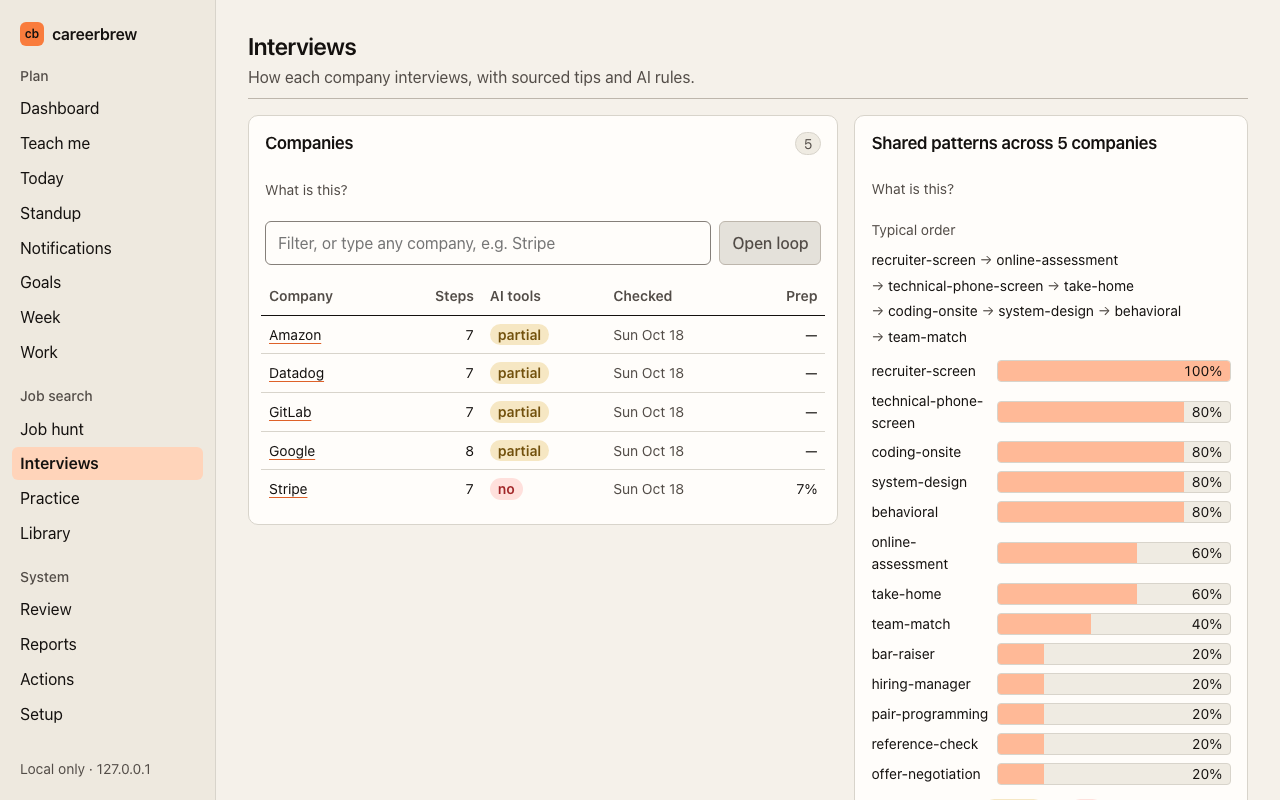 cb careerbrew
Plan
Dashboard
Teach me
Today
Standup
Notifications
Goals
Week
Work
Job search
Job hunt
Interviews
Practice
Library
System
Review
Reports
Actions
Setup
Local only · 127.0.0.1
Interviews
How each company interviews, with sourced tips and AI rules.
Companies 5
What is this?
Filter, or type any company, e.g. Stripe Open loop
Company Steps AI tools Checked Prep
Amazon 7 partial Sun Oct 18 —
Datadog 7 partial Sun Oct 18 —
GitLab 7 partial Sun Oct 18 —
Google 8 partial Sun Oct 18 —
Stripe 7 no Sun Oct 18 7%
Shared patterns across 5 companies
What is this?
Typical order
recruiter-screen → online-assessment
→ technical-phone-screen → take-home
→ coding-onsite → system-design → behavioral
→ team-match
recruiter-screen 100%
technical-phone-
screen 80%
coding-onsite 80%
system-design 80%
behavioral 80%
online-
assessment 60%
take-home 60%
team-match 40%
bar-raiser 20%
hiring-manager 20%
pair-programming 20%
reference-check 20%
offer-negotiation 20%